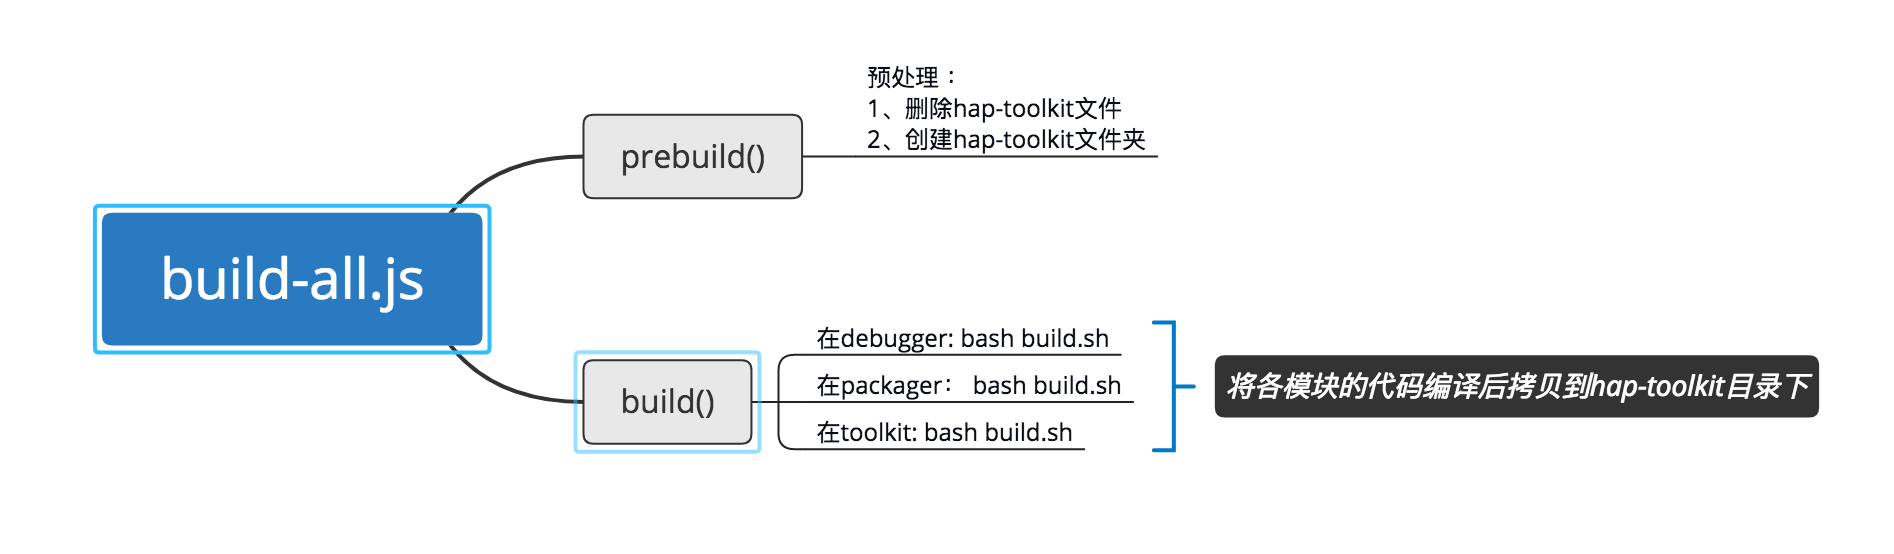 预处理：
1、删除hap-toolkit文件
2、创建hap-toolkit文件夹
prebuild()
build-all.js
build()
在debugger: bash build.sh
在packager： bash build.sh
在toolkit: bash build.sh
将各模块的代码编译后拷贝到hap-toolkit目录下